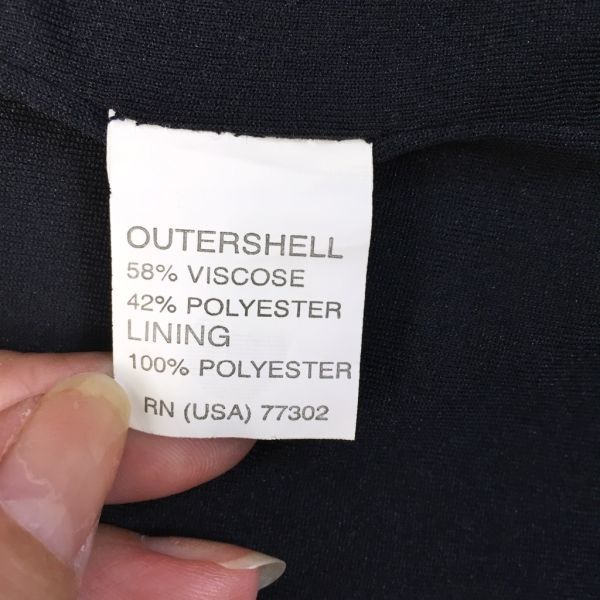 OUTERSHELL
58% VISCOSE
42% POLYESTER
LINING
100% POLYESTER
RN (USA) 77302